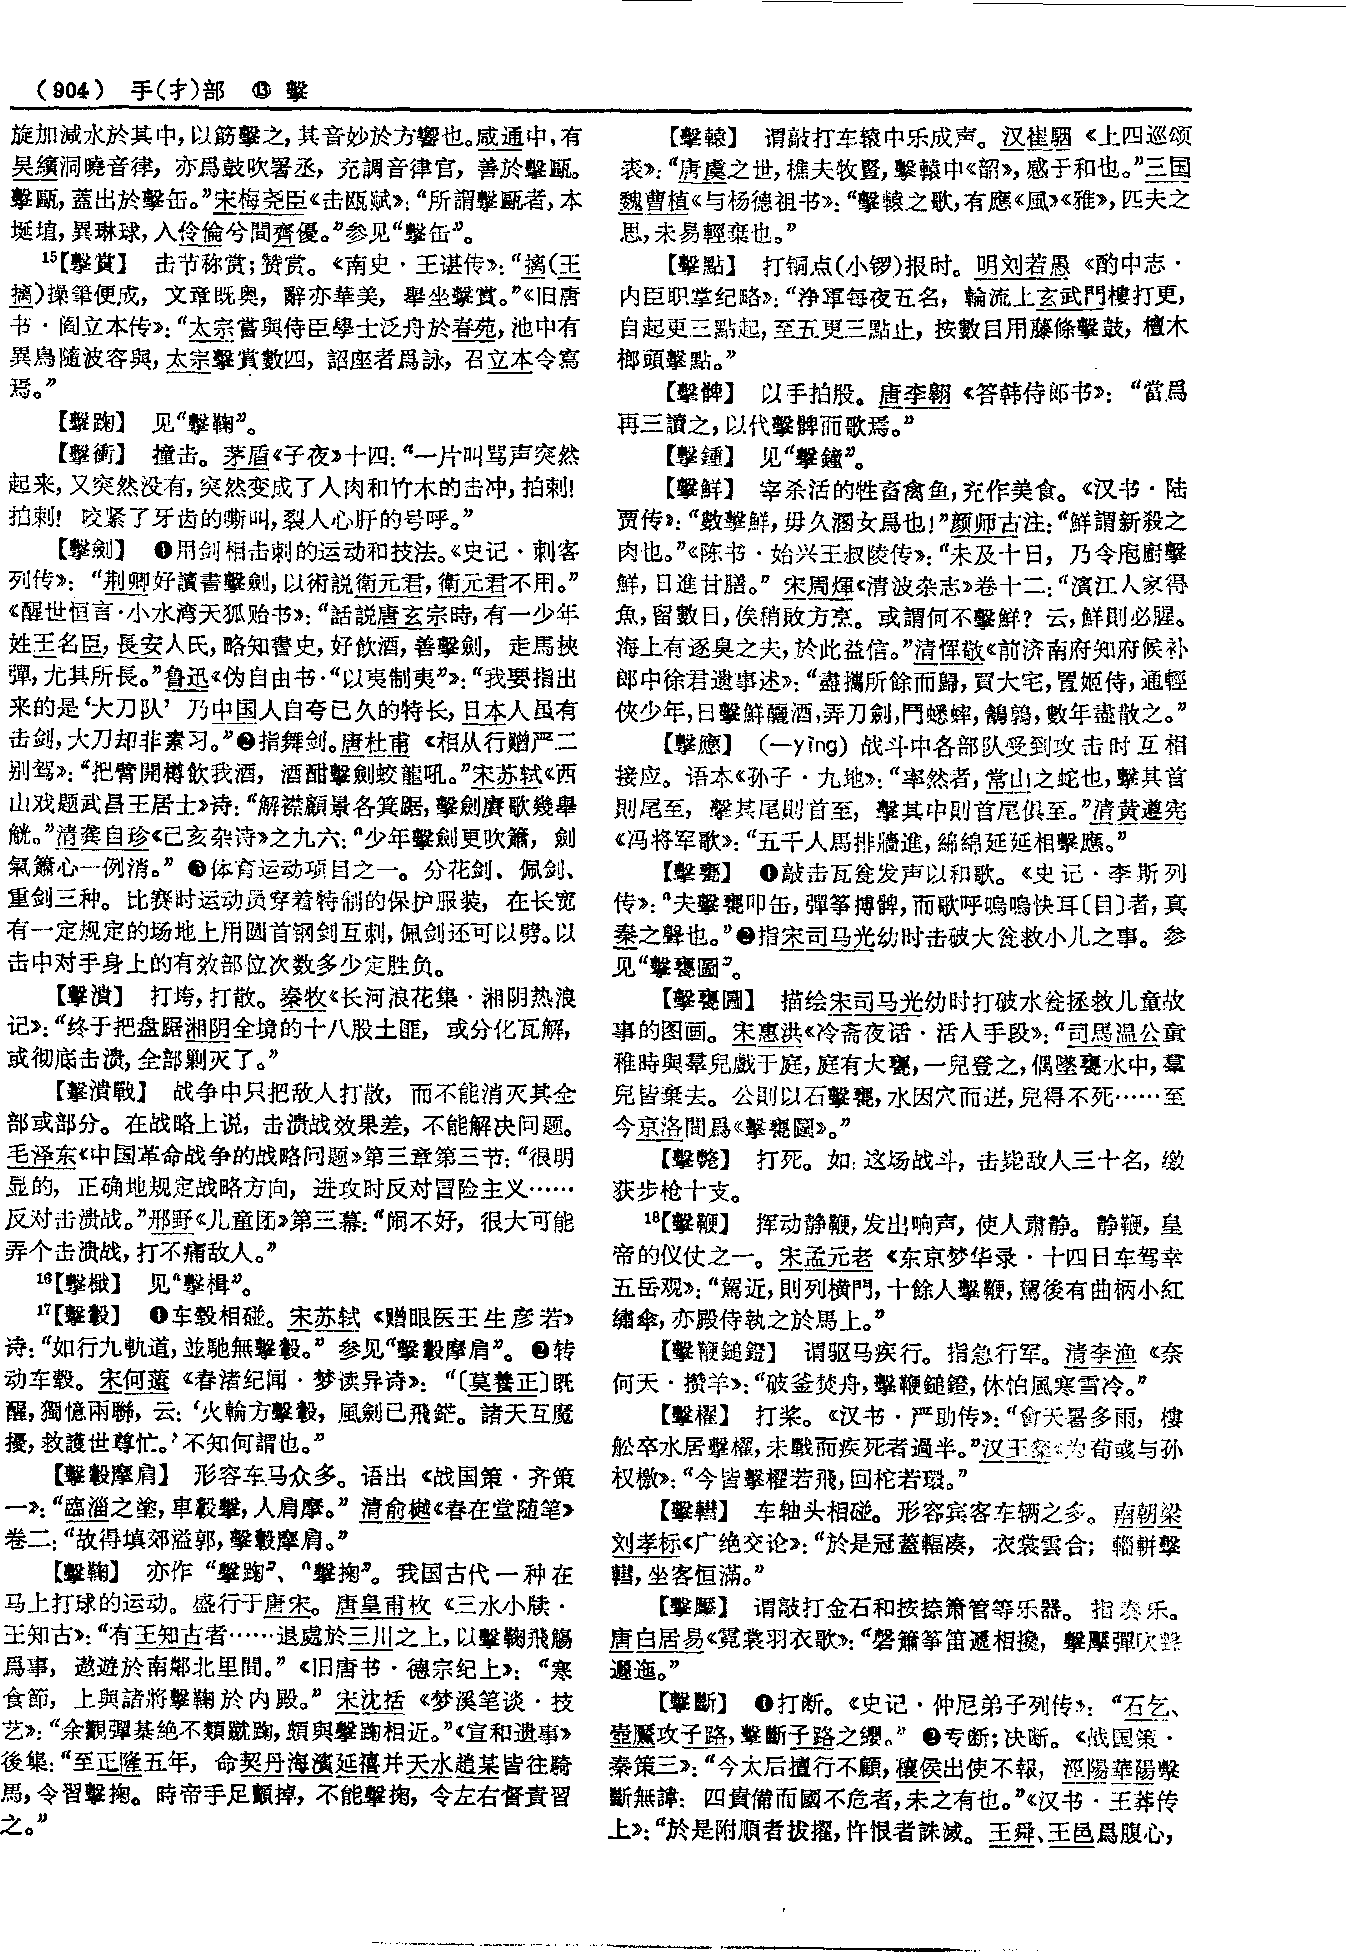 （904） 手(扌)部 ⑬ 擊
旋加減水於其中，以筯擊之，其音妙於方響也。咸通中，有
吴繽洞曉音律，亦爲鼓吹署丞，充調音律官，善於擊甌。
擊甌，蓋出於擊缶。”宋梅尧臣《击瓯赋》：“所謂擊甌者，本
埏埴，異琳球，入伶倫兮間齊優。”参见“擊缶”。
15【擊賞】 击节称赏；赞赏。《南史·王谌传》：“摛(王
摛)操筆便成，文章既奥，辭亦華美，舉坐擊賞。”《旧唐
书·阎立本传》：“太宗嘗與侍臣學士泛舟於春苑，池中有
異鳥隨波容與，太宗擊賞數四，詔座者爲詠，召立本令寫
焉。”
【擊踘】 见“擊鞠”。
【擊衝】 撞击。茅盾《子夜》十四：“一片叫骂声突然
起来，又突然没有，突然变成了人肉和竹木的击冲，拍刺！
拍刺！ 咬紧了牙齿的嘶叫，裂人心肝的号呼。”
【擊劍】 ❶用剑相击刺的运动和技法。《史记·刺客
列传》：“荆卿好讀書擊劍，以術説衛元君，衛元君不用。”
《醒世恒言·小水湾天狐贻书》：“話説唐玄宗時，有一少年
姓王名臣，長安人氏，略知書史，好飲酒，善擊劍，走馬挾
彈，尤其所長。”鲁迅《伪自由书·“以夷制夷”》：“我要指出
来的是‘大刀队’乃中国人自夸已久的特长，日本人虽有
击剑，大刀却非素习。”❷指舞剑。唐杜甫《相从行赠严二
别驾》：“把臂開樽飲我酒，酒酣擊劍蛟龍吼。”宋苏轼《西
山戏题武昌王居士》诗：“解襟顧景各箕踞，擊劍賡歌幾舉
觥。”清龚自珍《己亥杂诗》之九六：“少年擊劍更吹簫，劍
氣簫心一例消。” ❸体育运动项目之一。分花剑、佩剑、
重剑三种。比赛时运动员穿着特制的保护服装，在长宽
有一定规定的场地上用圆首钢剑互刺，佩剑还可以劈。以
击中对手身上的有效部位次数多少定胜负。
【擊潰】 打垮，打散。秦牧《长河浪花集·湘阴热浪
记》：“终于把盘踞湘阴全境的十八股土匪，或分化瓦解，
或彻底击溃，全部剿灭了。”
【擊潰戰】 战争中只把敌人打散，而不能消灭其全
部或部分。在战略上说，击溃战效果差，不能解决问题。
毛泽东《中国革命战争的战略问题》第三章第三节：“很明
显的，正确地规定战略方向，进攻时反对冒险主义……
反对击溃战。”邢野《儿童团》第三幕：“闹不好，很大可能
弄个击溃战，打不痛敌人。”
16【擊檝】 见“擊楫”。
17【擊轂】 ❶车毂相碰。宋苏轼《赠眼医王生彦若》
诗：“如行九軌道，並馳無擊轂。” 参见“擊轂摩肩”。❷转
动车毂。宋何薳《春渚纪闻·梦读异诗》：“〔莫養正〕既
醒，獨憶兩聯，云：‘火輪方擊轂，風劍已飛鋩。諸天互魔
擾，救護世尊忙。’不知何謂也。”
【擊轂摩肩】 形容车马众多。语出《战国策·齐策
一》：“臨淄之塗，車轂擊，人肩摩。” 清俞樾《春在堂随笔》
卷二：“故得填郊溢郭，擊轂摩肩。”
【擊鞠】 亦作“擊踘”、“擊掬”。我国古代一种在
马上打球的运动。盛行于唐宋。唐皇甫枚《三水小牍·
王知古》：“有王知古者……退處於三川之上，以擊鞠飛觴
爲事，遨遊於南鄰北里間。” 《旧唐书·德宗纪上》：“寒
食節，上與諸將擊鞠於内殿。” 宋沈括《梦溪笔谈·技
艺》：“余觀彈棊絶不類蹴踘，頗與擊踘相近。”《宣和遗事》
後集：“至正隆五年，命契丹海濱延禧并天水趙某皆往騎
馬，令習擊掬。時帝手足顫掉，不能擊掬，令左右督責習
之。”
【擊轅】 谓敲打车辕中乐成声。汉崔駰《上四巡颂
表》：“唐虞之世，樵夫牧豎，擊轅中《韶》，感于和也。”三国
魏曹植《与杨德祖书》：“擊轅之歌，有應《風》《雅》，匹夫之
思，未易輕棄也。”
【擊點】 打铜点(小锣)报时。明刘若愚《酌中志·
内臣职掌纪略》：“浄軍每夜五名，輪流上玄武門樓打更，
自起更三點起，至五更三點止，按數目用藤條擊鼓，檀木
榔頭擊點。”
【擊髀】 以手拍股。唐李翱《答韩侍郎书》：“當爲
再三讀之，以代擊髀而歌焉。”
【擊鍾】 见“擊鐘”。
【擊鮮】 宰杀活的牲畜禽鱼，充作美食。《汉书·陆
贾传》：“數擊鮮，毋久溷女爲也！”颜师古注：“鮮謂新殺之
肉也。”《陈书·始兴王叔陵传》：“未及十日，乃令庖廚擊
鮮，日進甘膳。” 宋周煇《清波杂志》卷十二：“濱江人家得
魚，留數日，俟稍敗方烹。或謂何不擊鮮？云，鮮則必腥。
海上有逐臭之夫，於此益信。”清恽敬《前济南府知府候补
郎中徐君遗事述》：“盡攜所餘而歸，買大宅，置姬侍，通輕
俠少年，日擊鮮釃酒，弄刀劍，鬥蟋蟀，鵪鶉，數年盡散之。”
【擊應】 （—yìng）战斗中各部队受到攻击时互相
接应。语本《孙子·九地》：“率然者，常山之蛇也，擊其首
則尾至，擊其尾則首至，擊其中則首尾俱至。”清黄遵宪
《冯将军歌》：“五千人馬排牆進，綿綿延延相擊應。”
【擊甕】 ❶敲击瓦瓮发声以和歌。《史记·李斯列
传》：“夫擊甕叩缶，彈筝搏髀，而歌呼嗚嗚快耳〔目〕者，真
秦之聲也。”❷指宋司马光幼时击破大瓮救小儿之事。参
见“擊甕圖”。
【擊甕圖】 描绘宋司马光幼时打破水瓮拯救儿童故
事的图画。宋惠洪《冷斋夜话·活人手段》：“司馬温公童
稚時與羣兒戲于庭，庭有大甕，一兒登之，偶墜甕水中，羣
兒皆棄去。公則以石擊甕，水因穴而迸，兒得不死……至
今京洛間爲《擊甕圖》。”
【擊斃】 打死。如：这场战斗，击毙敌人三十名，缴
获步枪十支。
18【擊鞭】 挥动静鞭，发出响声，使人肃静。静鞭，皇
帝的仪仗之一。宋孟元老《东京梦华录·十四日车驾幸
五岳观》：“駕近，則列横門，十餘人擊鞭，駕後有曲柄小紅
繡傘，亦殿侍執之於馬上。”
【擊鞭鎚鐙】 谓驱马疾行。指急行军。清李渔《奈
何天·攒羊》：“破釜焚舟，擊鞭鎚鐙，休怕風寒雪冷。”
【擊櫂】 打桨。《汉书·严助传》：“會天暑多雨，樓
舩卒水居擊櫂，未戰而疾死者過半。”汉王粲《为荀彧与孙
权檄》：“今皆擊櫂若飛，回柁若環。”
【擊轊】 车轴头相碰。形容宾客车辆之多。南朝梁
刘孝标《广绝交论》：“於是冠蓋輻凑，衣裳雲合；輜軿擊
轊，坐客恒滿。”
【擊擪】 谓敲打金石和按捺箫管等乐器。指奏乐。
唐白居易《霓裳羽衣歌》：“磬簫筝笛遞相攙，擊擪彈吹聲
邐迤。”
【擊斷】 ❶打断。《史记·仲尼弟子列传》：“石乞、
壺黶攻子路，擊斷子路之纓。” ❷专断；决断。《战国策·
秦策三》：“今太后擅行不顧，穰侯出使不報，涇陽華陽擊
斷無諱；四貴備而國不危者，未之有也。”《汉书·王莽传
上》：“於是附順者拔擢，忤恨者誅滅。王舜、王邑爲腹心，